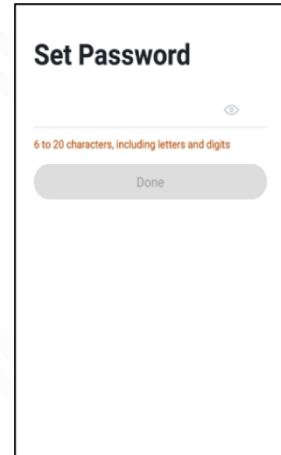 Set Password
6 to 20 characters, including letters and digits
Done